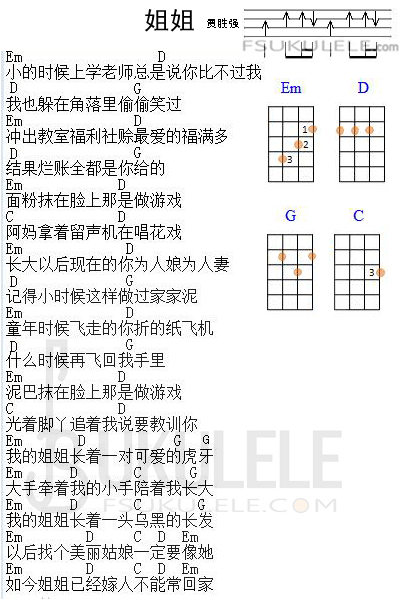 姐姐 贾胜强
FSUKULELE.com
Em D
小的时候上学老师总是说你比不过我
D G
我也躲在角落里偷偷笑过
Em D
冲出教室福利社赊最爱的福满多
D G
结果烂账全都是你给的
Em D
面粉抹在脸上那是做游戏
C D
阿妈拿着留声机在唱花戏
Em D
长大以后现在的你为人娘为人妻
D G
记得小时候这样做过家家泥
Em D
童年时候飞走的你折的纸飞机
D G
什么时候再飞回我手里
Em D
泥巴抹在脸上那是做游戏
C D
光着脚丫追着我说要教训你
Em D G G
我的姐姐长着一对可爱的虎牙
Em D C G
大手牵着我的小手陪着我长大
Em D C G
我的姐姐长着一头乌黑的长发
Em D C D Em
以后找个美丽姑娘一定要像她
Em D C D Em
如今姐姐已经嫁人不能常回家
Em D
1
2
3
G C
3
UKULELE
FSUKULELE.COM